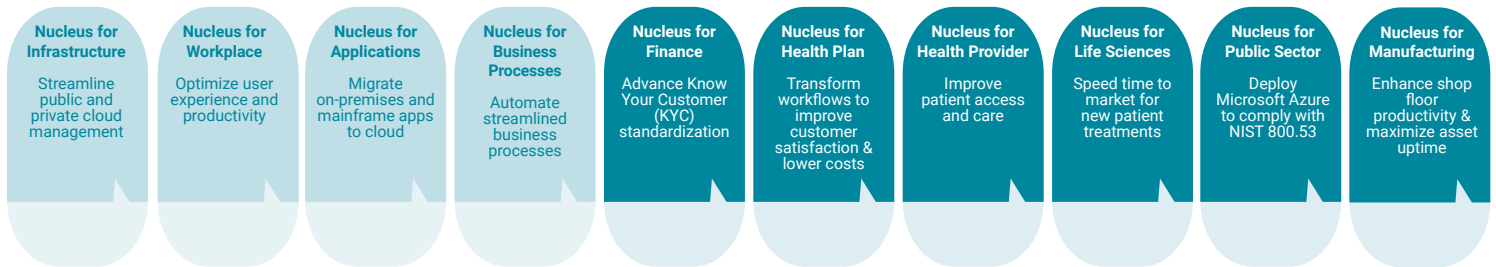 Nucleus for
Infrastructure
Streamline
public and
private cloud
management
Nucleus for
Workplace
Optimize user
experience and
productivity
Nucleus for
Applications
Migrate
on-premises and
mainframe apps
to cloud
Nucleus for
Business
Processes
Automate
streamlined
business
processes
Nucleus for
Finance
Advance Know
Your Customer
(KYC)
standardization
Nucleus for
Health Plan
Transform
workflows to
improve
customer
satisfaction &
lower costs
Nucleus for
Health Provider
Improve
patient access
and care
Nucleus for
Life Sciences
Speed time to
market for
new patient
treatments
Nucleus for
Public Sector
Deploy
Microsoft Azure
to comply with
NIST 800.53
Nucleus for
Manufacturing
Enhance shop
floor
productivity &
maximize asset
uptime